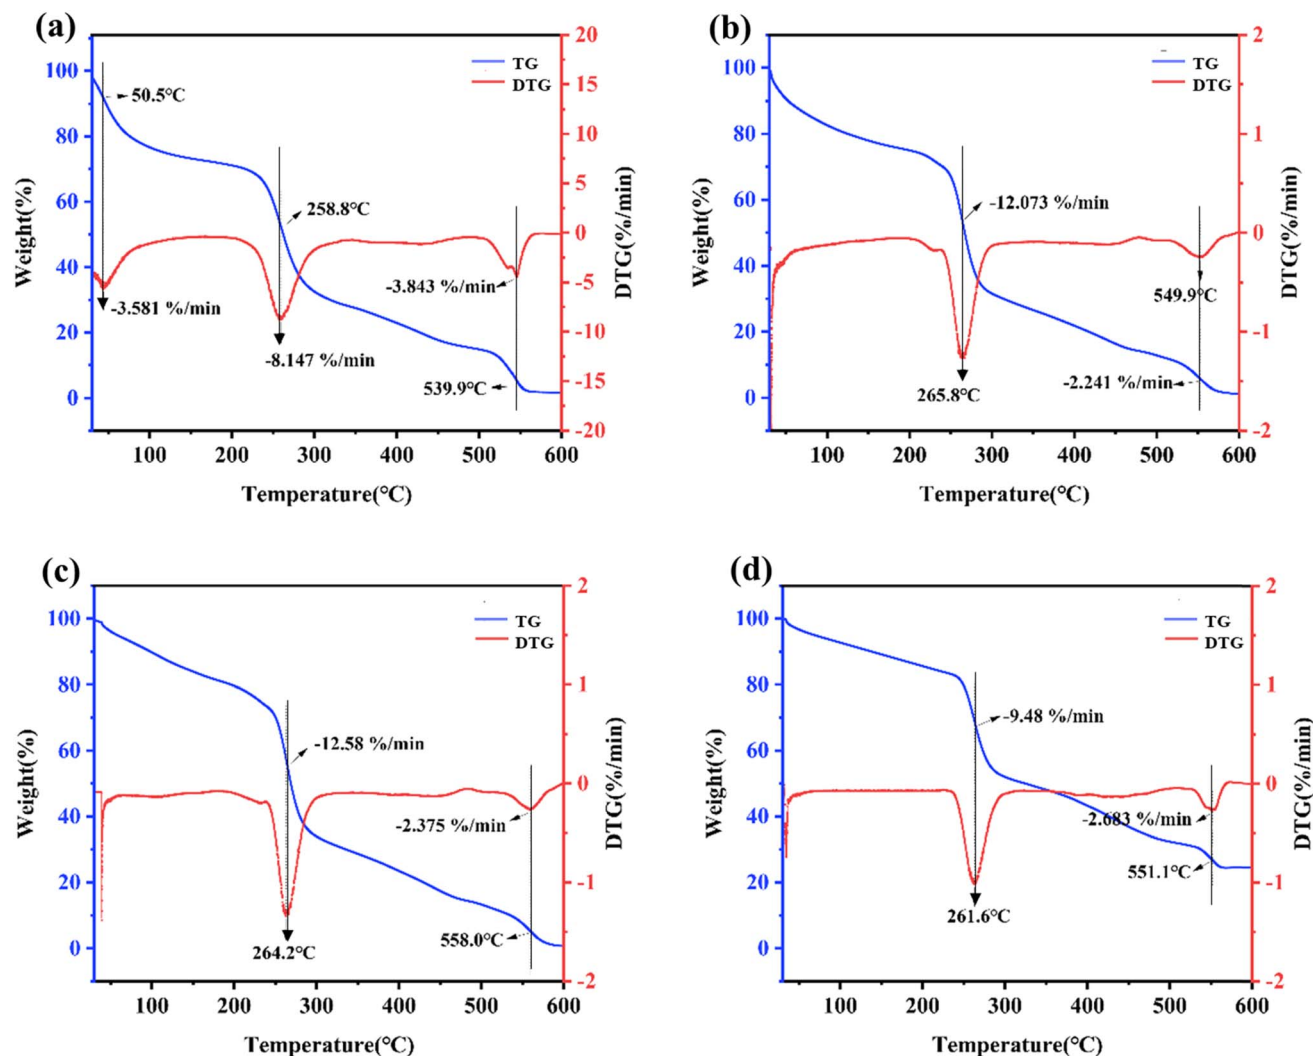 (a)
100
80
60
40
20
0
Weight(%)
20
15
10
5
0
-5
-10
-15
-20
DTG(%/min)
TG
DTG
50.5℃
258.8℃
-3.843 %/min
-3.581 %/min
-8.147 %/min
539.9℃
100 200 300 400 500 600
Temperature(℃)
(b)
100
80
60
40
20
0
Weight(%)
2
1
0
-1
-2
DTG(%/min)
TG
DTG
-12.073 %/min
549.9℃
265.8℃
-2.241 %/min
100 200 300 400 500 600
Temperature(℃)
(c)
100
80
60
40
20
0
Weight(%)
2
1
0
-1
-2
DTG(%/min)
TG
DTG
-12.58 %/min
-2.375 %/min
264.2℃
558.0℃
100 200 300 400 500 600
Temperature(℃)
(d)
100
80
60
40
20
0
Weight(%)
2
1
0
-1
-2
DTG(%/min)
TG
DTG
-9.48 %/min
-2.683 %/min
551.1℃
261.6℃
100 200 300 400 500 600
Temperature(℃)